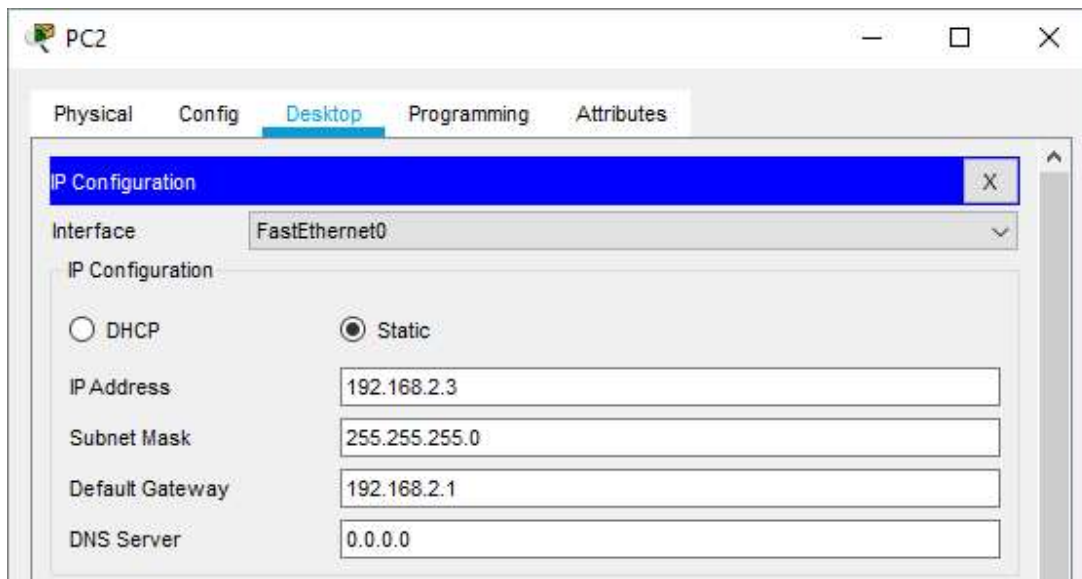 PC2
Physical Config Desktop Programming Attributes
IP Configuration X
Interface FastEthernet0
IP Configuration
DHCP Static
IP Address 192.168.2.3
Subnet Mask 255.255.255.0
Default Gateway 192.168.2.1
DNS Server 0.0.0.0